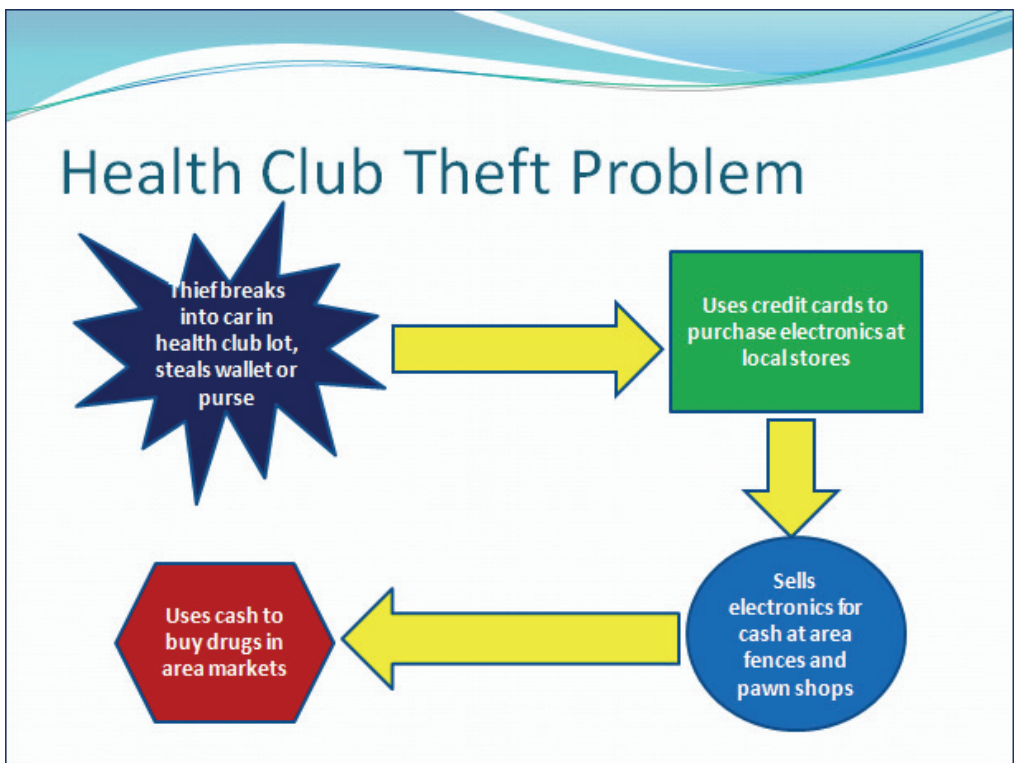 Health Club Theft Problem
Thief breaks
into car in
health club lot,
steals wallet or
purse
Uses credit cards to
purchase electronics at
local stores
Sells
electronics for
cash at area
fences and
pawn shops
Uses cash to
buy drugs in
area markets